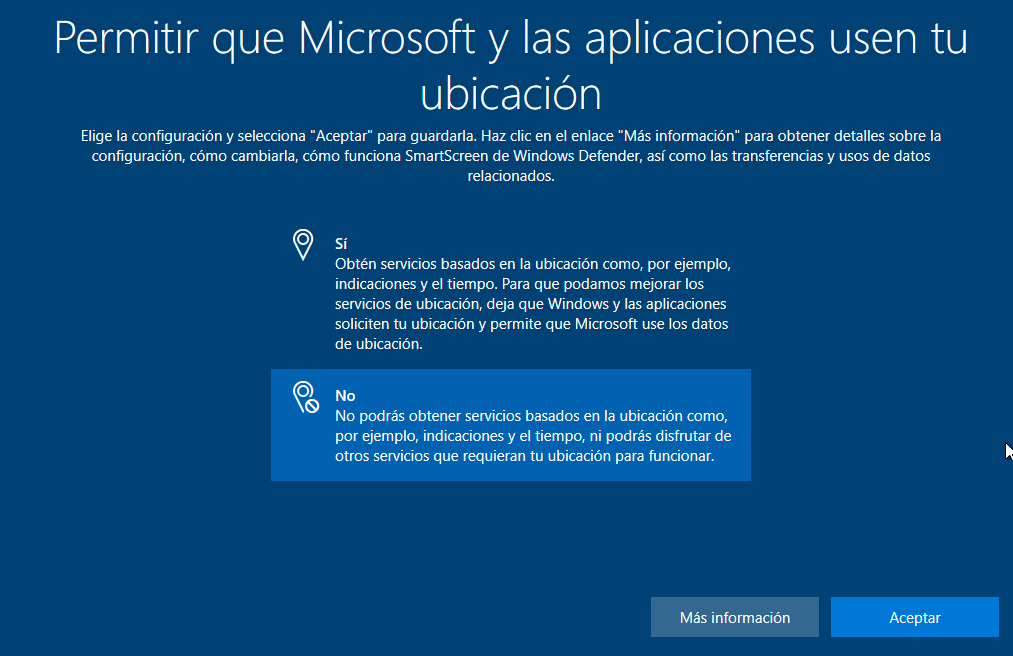 Permitir que Microsoft y las aplicaciones usen tu
ubicación
Elige la configuración y selecciona "Aceptar" para guardarla. Haz clic en el enlace "Más información" para obtener detalles sobre la
configuración, cómo cambiarla, cómo funciona SmartScreen de Windows Defender, así como las transferencias y usos de datos
relacionados.
Sí
Obtén servicios basados en la ubicación como, por ejemplo,
indicaciones y el tiempo. Para que podamos mejorar los
servicios de ubicación, deja que Windows y las aplicaciones
soliciten tu ubicación y permite que Microsoft use los datos
de ubicación.
No
No podrás obtener servicios basados en la ubicación como,
por ejemplo, indicaciones y el tiempo, ni podrás disfrutar de
otros servicios que requieran tu ubicación para funcionar.
Más información
Aceptar